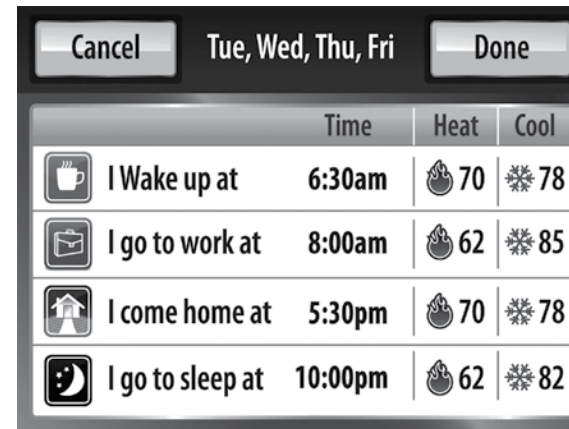 Cancel Tue, Wed, Thu, Fri Done
Time Heat Cool
I Wake up at 6:30am 70 78
I go to work at 8:00am 62 85
I come home at 5:30pm 70 78
I go to sleep at 10:00pm 62 82